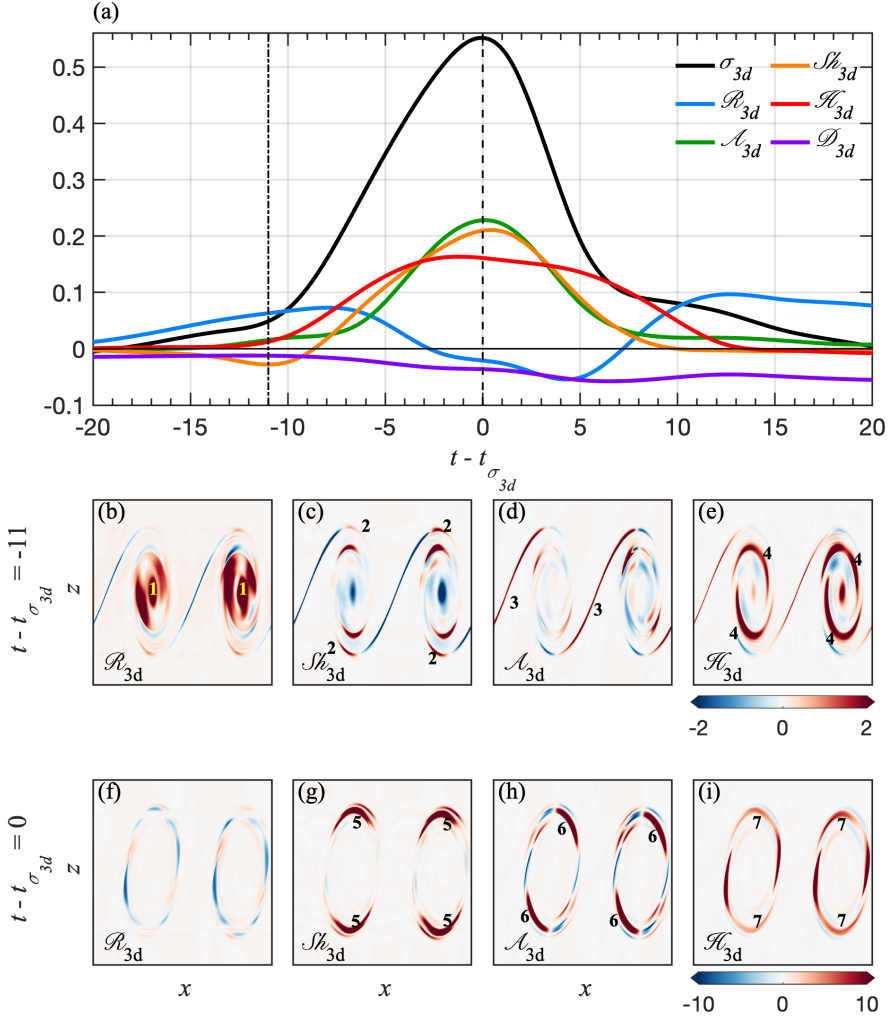 (a)
0.5
0.4
0.3
0.2
0.1
0
-0.1
σ3d
𝒮h3d
ℛ3d
ℋ3d
𝒜3d
𝒟3d
-20 -15 -10 -5 0 5 10 15 20
t - tσ3d
t - tσ3d = -11
z
(b) (c) (d) (e)
2 2
1 1 4 4
3 3
2 2 4 4
ℛ3d 𝒮h3d 𝒜3d ℋ3d
-2 0 2
t - tσ3d = 0
z
(f) (g) (h) (i)
5 5 6 6 7 7
6 6
5 5 7 7
ℛ3d 𝒮h3d 𝒜3d ℋ3d
x x x
-10 0 10